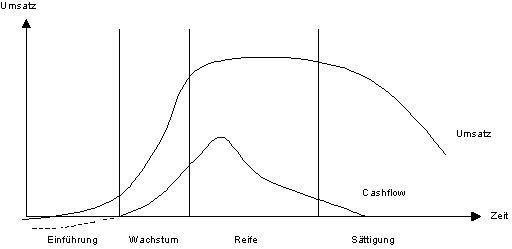 Umsatz
Umsatz
Cashflow
Zeit
Einführung
Wachstum
Reife
Sättigung